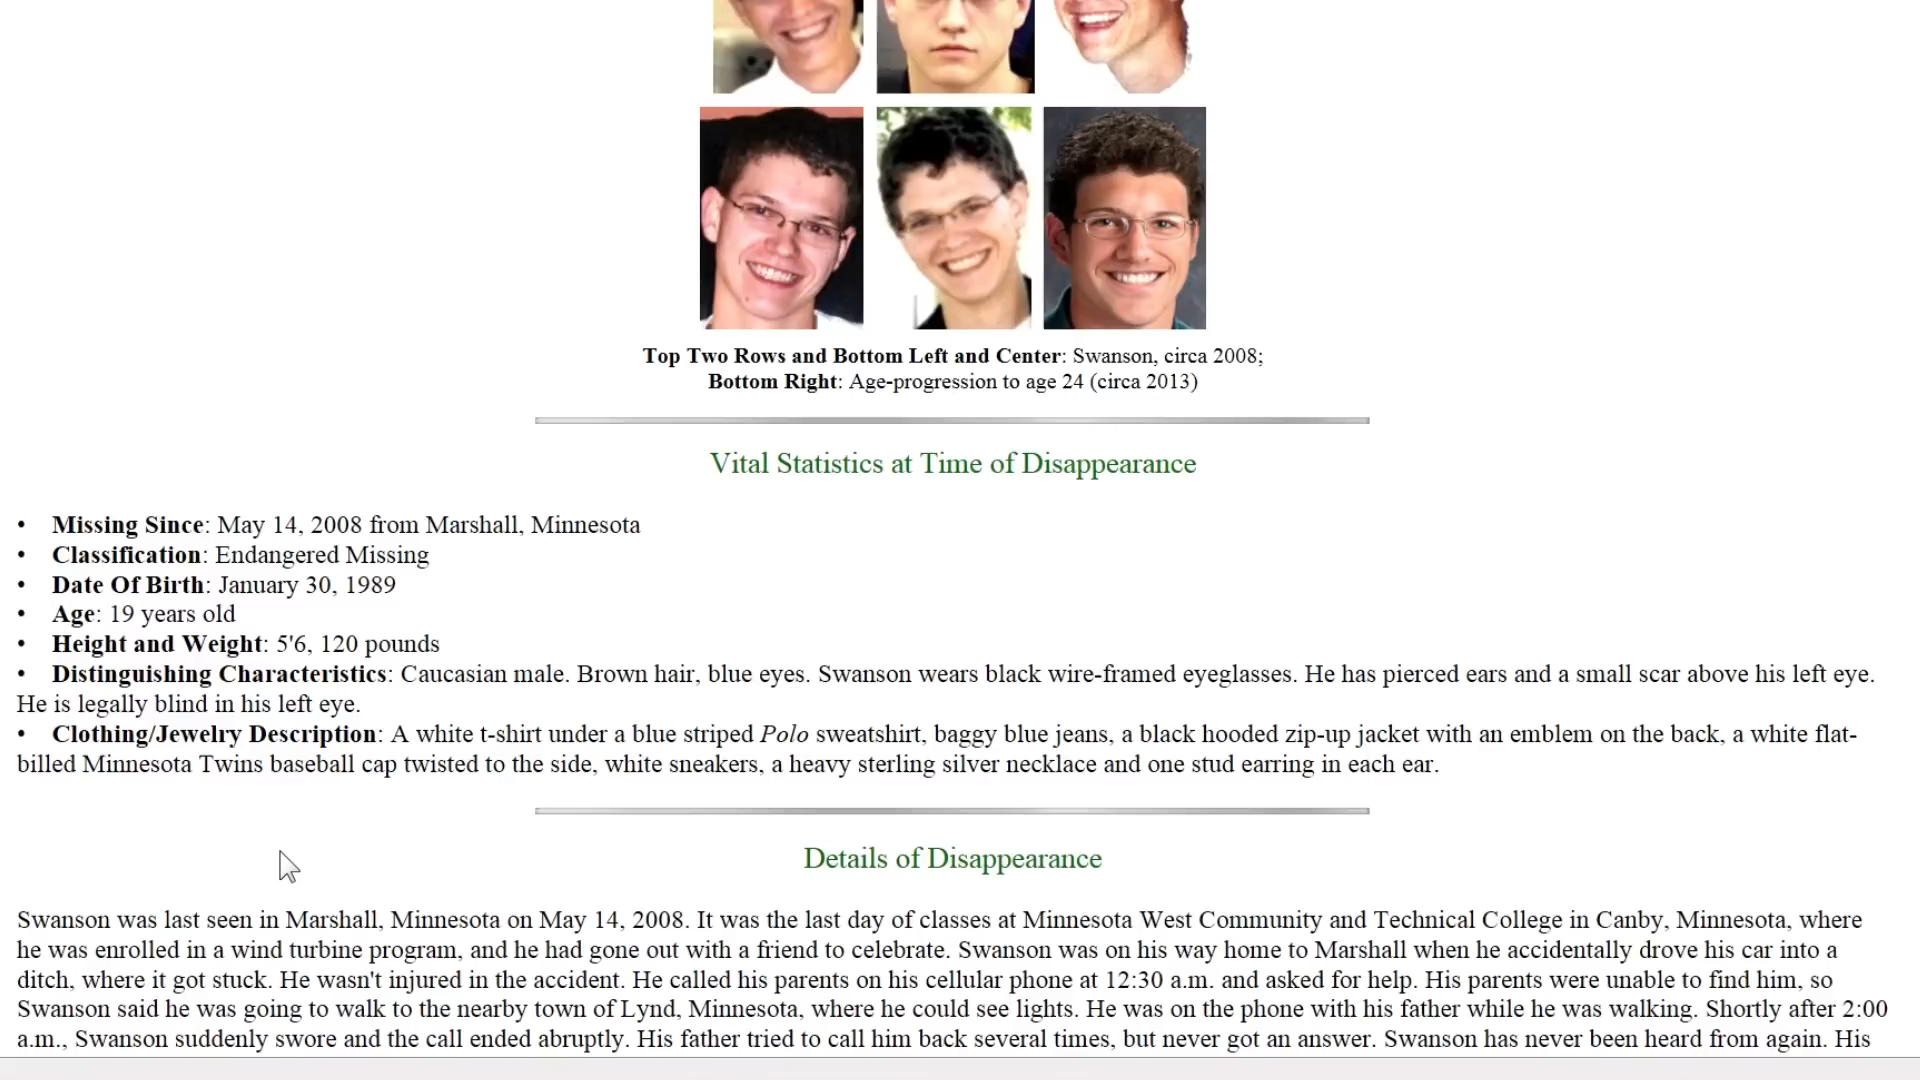 Top Two Rows and Bottom Left and Center: Swanson, circa 2008;
Bottom Right: Age-progression to age 24 (circa 2013)
Vital Statistics at Time of Disappearance
• Missing Since: May 14, 2008 from Marshall, Minnesota
• Classification: Endangered Missing
• Date Of Birth: January 30, 1989
• Age: 19 years old
• Height and Weight: 5'6, 120 pounds
• Distinguishing Characteristics: Caucasian male. Brown hair, blue eyes. Swanson wears black wire-framed eyeglasses. He has pierced ears and a small scar above his left eye.
He is legally blind in his left eye.
• Clothing/Jewelry Description: A white t-shirt under a blue striped Polo sweatshirt, baggy blue jeans, a black hooded zip-up jacket with an emblem on the back, a white flat-
billed Minnesota Twins baseball cap twisted to the side, white sneakers, a heavy sterling silver necklace and one stud earring in each ear.
Details of Disappearance
Swanson was last seen in Marshall, Minnesota on May 14, 2008. It was the last day of classes at Minnesota West Community and Technical College in Canby, Minnesota, where
he was enrolled in a wind turbine program, and he had gone out with a friend to celebrate. Swanson was on his way home to Marshall when he accidentally drove his car into a
ditch, where it got stuck. He wasn't injured in the accident. He called his parents on his cellular phone at 12:30 a.m. and asked for help. His parents were unable to find him, so
Swanson said he was going to walk to the nearby town of Lynd, Minnesota, where he could see lights. He was on the phone with his father while he was walking. Shortly after 2:00
a.m., Swanson suddenly swore and the call ended abruptly. His father tried to call him back several times, but never got an answer. Swanson has never been heard from again. His